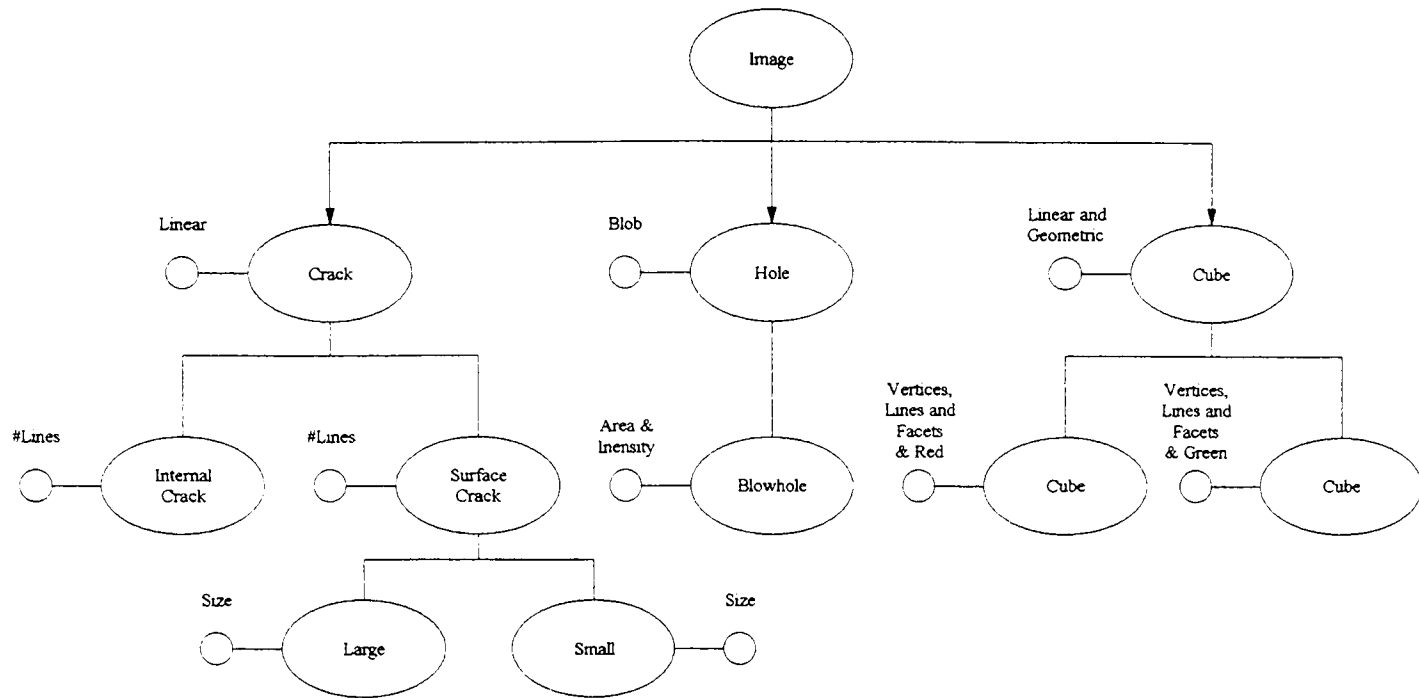 Image
Linear
Crack
Blob
Hole
Linear and
Geometric
Cube
#Lines
Internal
Crack
#Lines
Surface
Crack
Area &
Inensity
Blowhole
Vertices,
Lines and
Facets
& Red
Cube
Vertices,
Lines and
Facets
& Green
Cube
Size
Large
Small
Size